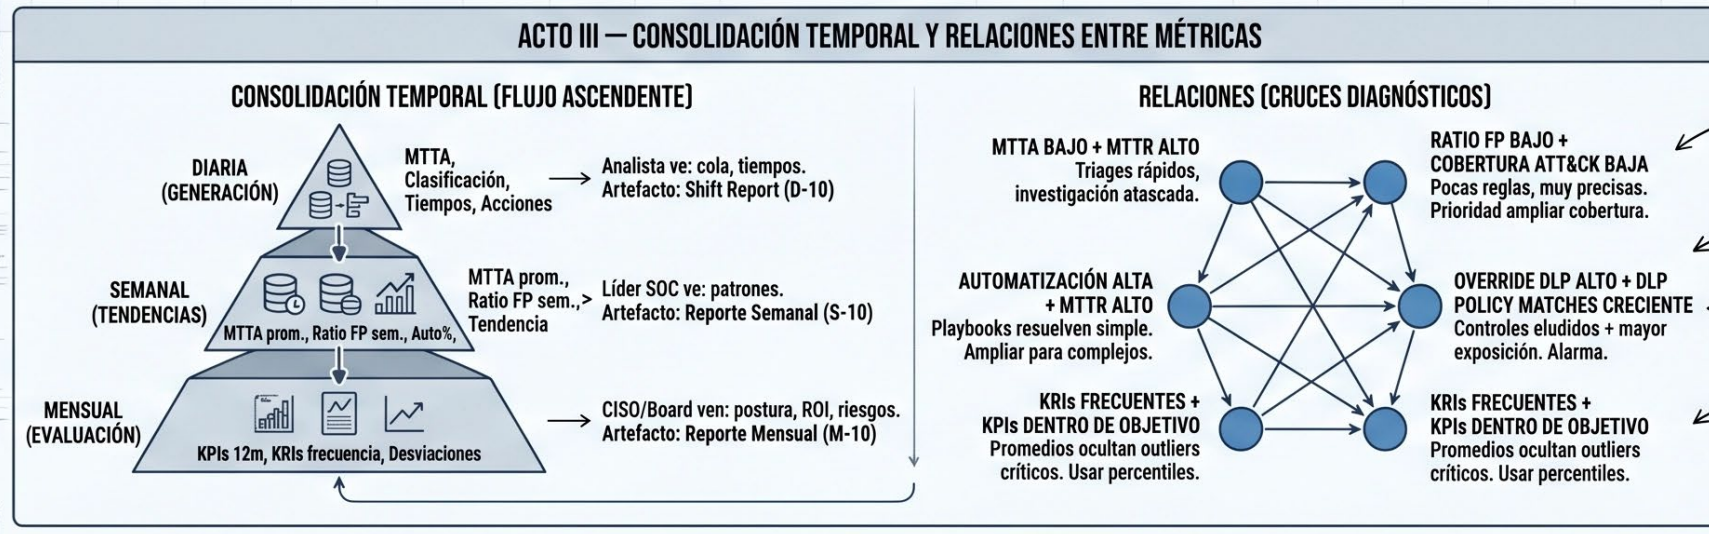 ACTO III — CONSOLIDACIÓN TEMPORAL Y RELACIONES ENTRE MÉTRICAS
CONSOLIDACIÓN TEMPORAL (FLUJO ASCENDENTE)
DIARIA
(GENERACIÓN)
MTTA,
Clasificación,
Tiempos, Acciones
Analista ve: cola, tiempos.
Artefacto: Shift Report (D-10)
SEMANAL
(TENDENCIAS)
MTTA prom., Ratio FP sem., Auto%,
MTTA prom.,
Ratio FP sem.,
Tendencia
Líder SOC ve: patrones.
Artefacto: Reporte Semanal (S-10)
MENSUAL
(EVALUACIÓN)
KPIs 12m, KRIs frecuencia, Desviaciones
CISO/Board ven: postura, ROI, riesgos.
Artefacto: Reporte Mensual (M-10)
RELACIONES (CRUCES DIAGNÓSTICOS)
MTTA BAJO + MTTR ALTO
Triages rápidos,
investigación atascada.
RATIO FP BAJO +
COBERTURA ATT&CK BAJA
Pocas reglas, muy precisas.
Prioridad ampliar cobertura.
AUTOMATIZACIÓN ALTA
+ MTTR ALTO
Playbooks resuelven simple.
Ampliar para complejos.
OVERRIDE DLP ALTO + DLP
POLICY MATCHES CRECIENTE
Controles eludidos + mayor
exposición. Alarma.
KRIs FRECUENTES +
KPIs DENTRO DE OBJETIVO
Promedios ocultan outliers
críticos. Usar percentiles.
KRIs FRECUENTES +
KPIs DENTRO DE OBJETIVO
Promedios ocultan outliers
críticos. Usar percentiles.